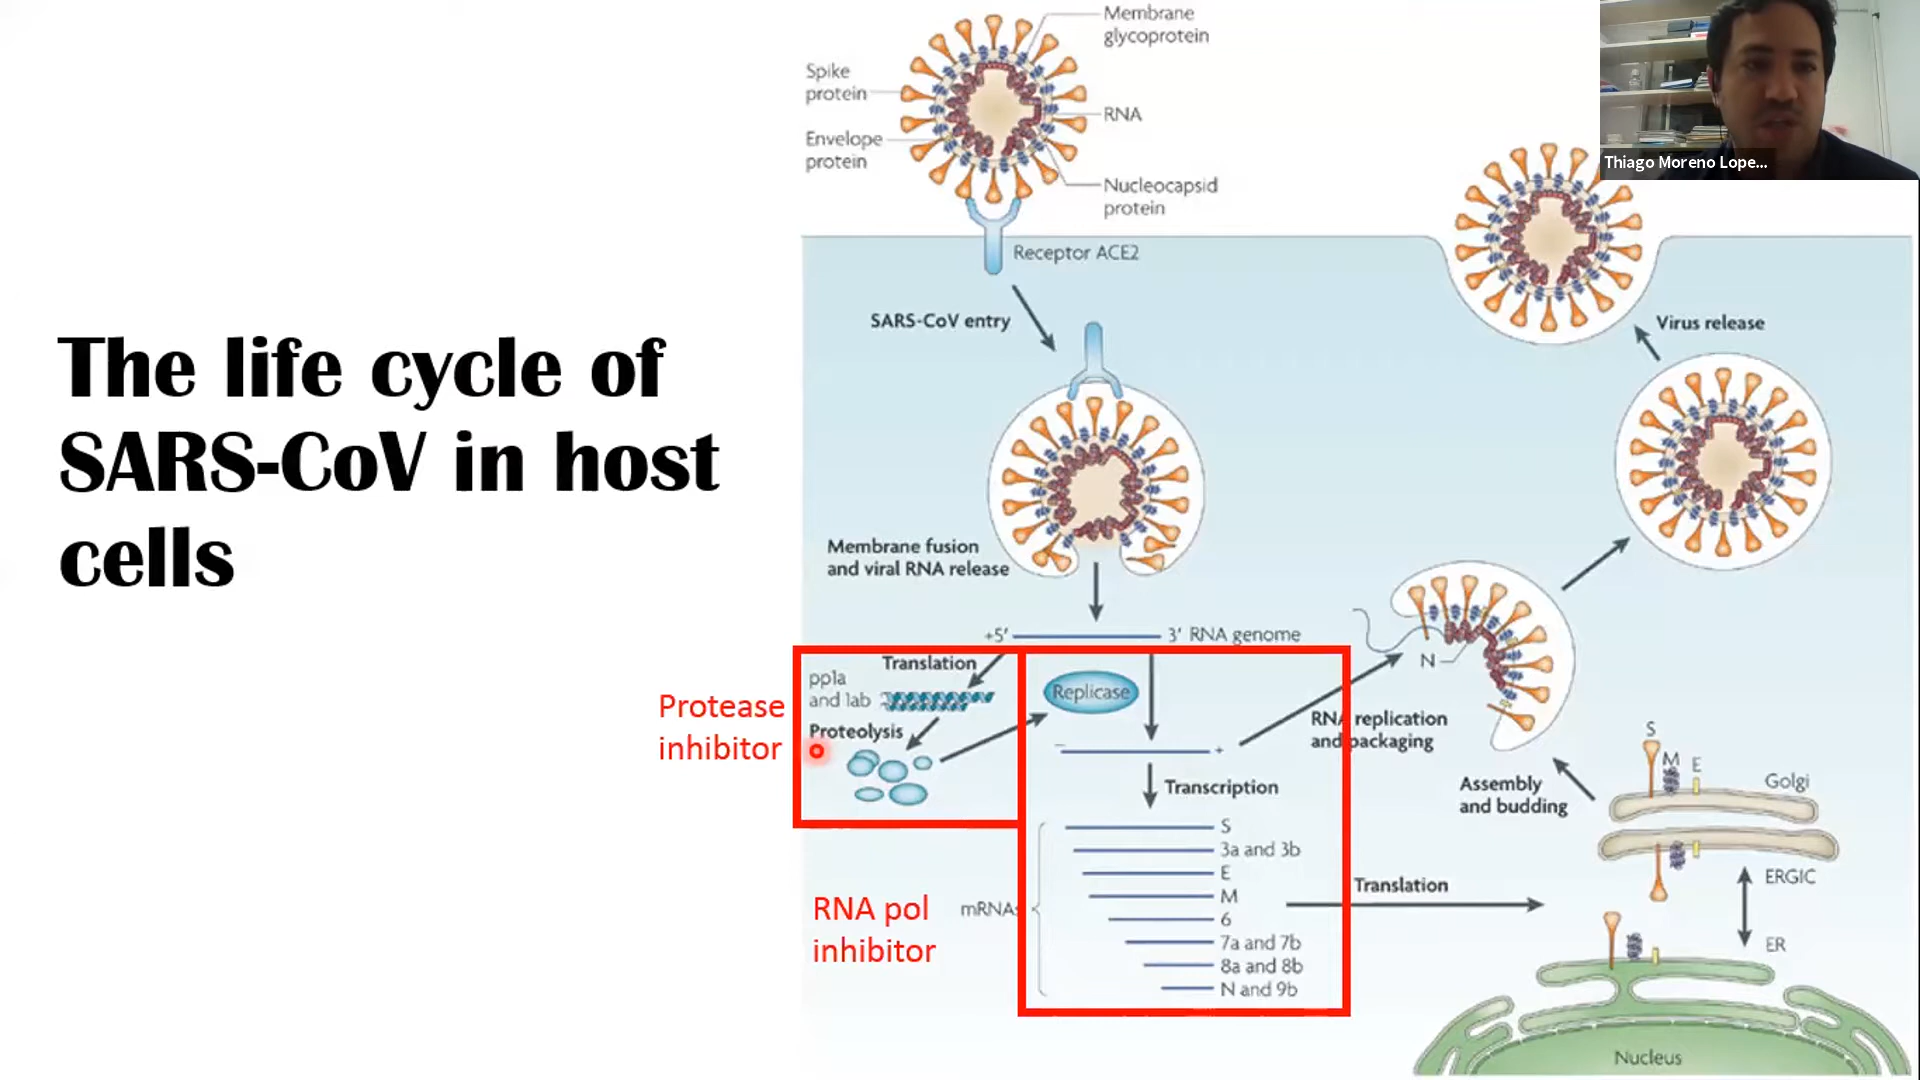 The life cycle of
SARS-CoV in host
cells
Membrane
glycoprotein
Spike
protein
RNA
Envelope
protein
Nucleocapsid
protein
Receptor ACE2
SARS-CoV entry
Membrane fusion
and viral RNA release
+5′
3′ RNA genome
Translation
pp1a
and 1ab
Proteolysis
Replicase
Protease
inhibitor
−
+
RNA replication
and packaging
Transcription
S
3a and 3b
E
M
6
7a and 7b
8a and 8b
N and 9b
mRNAs
RNA pol
inhibitor
Translation
N
Assembly
and budding
Virus release
S
M
E
Golgi
ERGIC
ER
Nucleus
Thiago Moreno Lope...